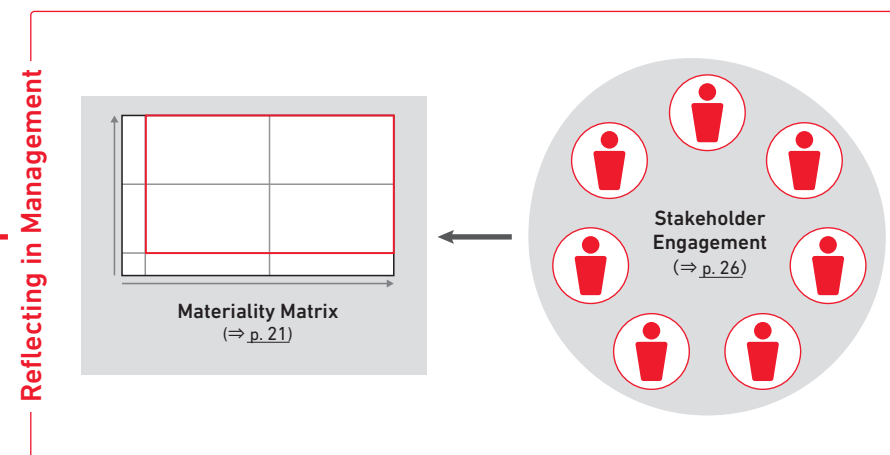 Reflecting in Management
Materiality Matrix
(⇒ p. 21)
Stakeholder
Engagement
(⇒ p. 26)